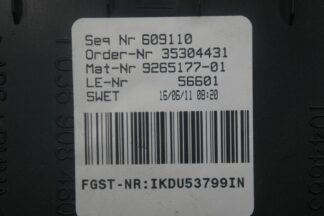 Seq Nr 609110
Order-Nr 35304431
Mat-Nr 9265177-01
LE-Nr 56601
SWET 16/06/11 08:20
FGST-NR:IKDU53799IN